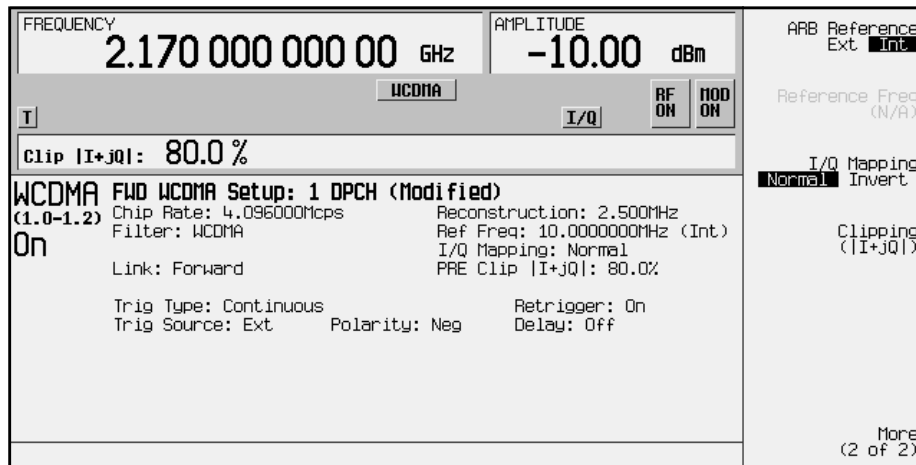 FREQUENCY
2.170 000 000 00 GHz
AMPLITUDE
-10.00 dBm
WCDMA
T
I/Q
RF ON
MOD ON
Clip |I+jQ|: 80.0 %
WCDMA
(1.0-1.2)
On
FWD WCDMA Setup: 1 DPCH (Modified)
Chip Rate: 4.096000Mcps
Reconstruction: 2.500MHz
Filter: WCDMA
Ref Freq: 10.0000000MHz (Int)
I/Q Mapping: Normal
Link: Forward
PRE Clip |I+jQ|: 80.0%
Trig Type: Continuous
Retrigger: On
Trig Source: Ext
Polarity: Neg
Delay: Off
ARB Reference
Ext Int
Reference Freq
(N/A)
I/Q Mapping
Normal Invert
Clipping
(|I+jQ|)
More
(2 of 2)